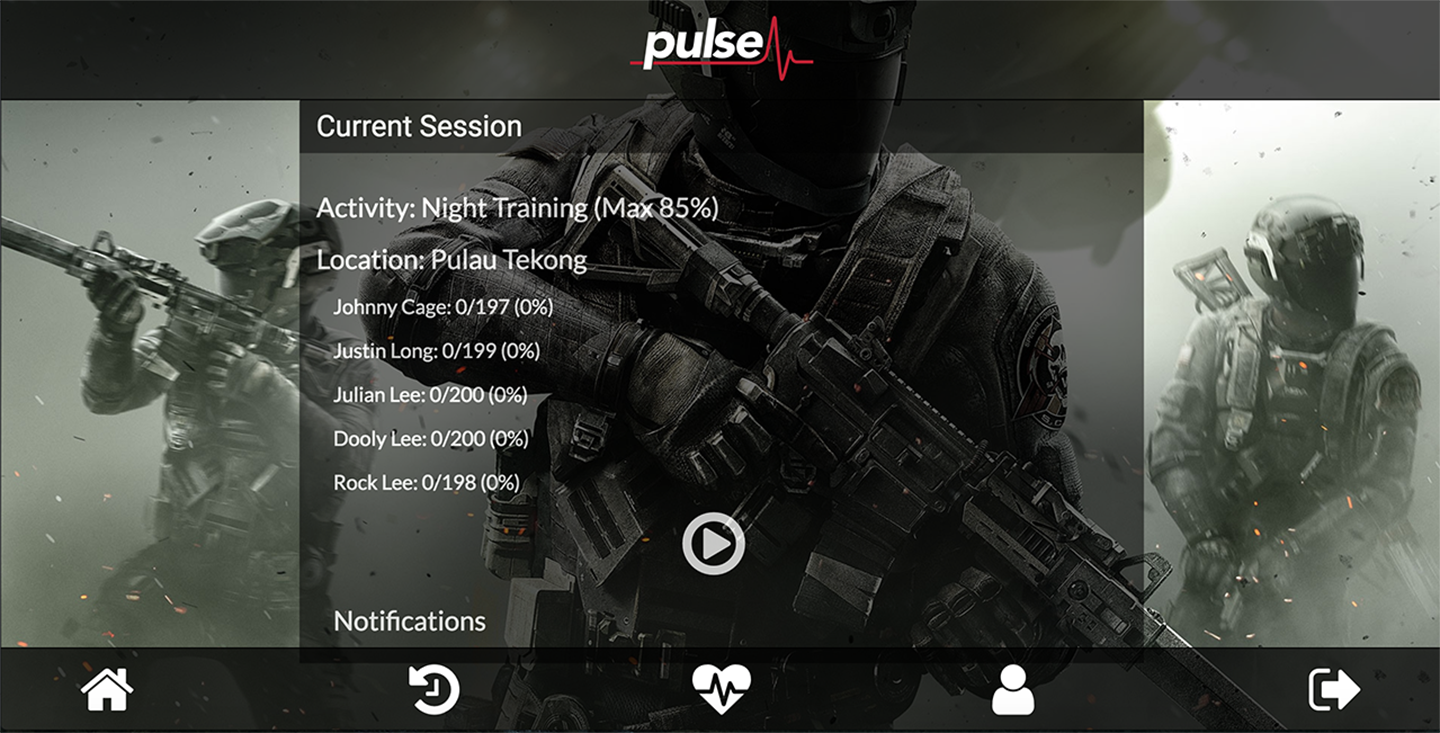 pulse
Current Session
Activity: Night Training (Max 85%)
Location: Pulau Tekong
Johnny Cage: 0/197 (0%)
Justin Long: 0/199 (0%)
Julian Lee: 0/200 (0%)
Dooly Lee: 0/200 (0%)
Rock Lee: 0/198 (0%)
Notifications